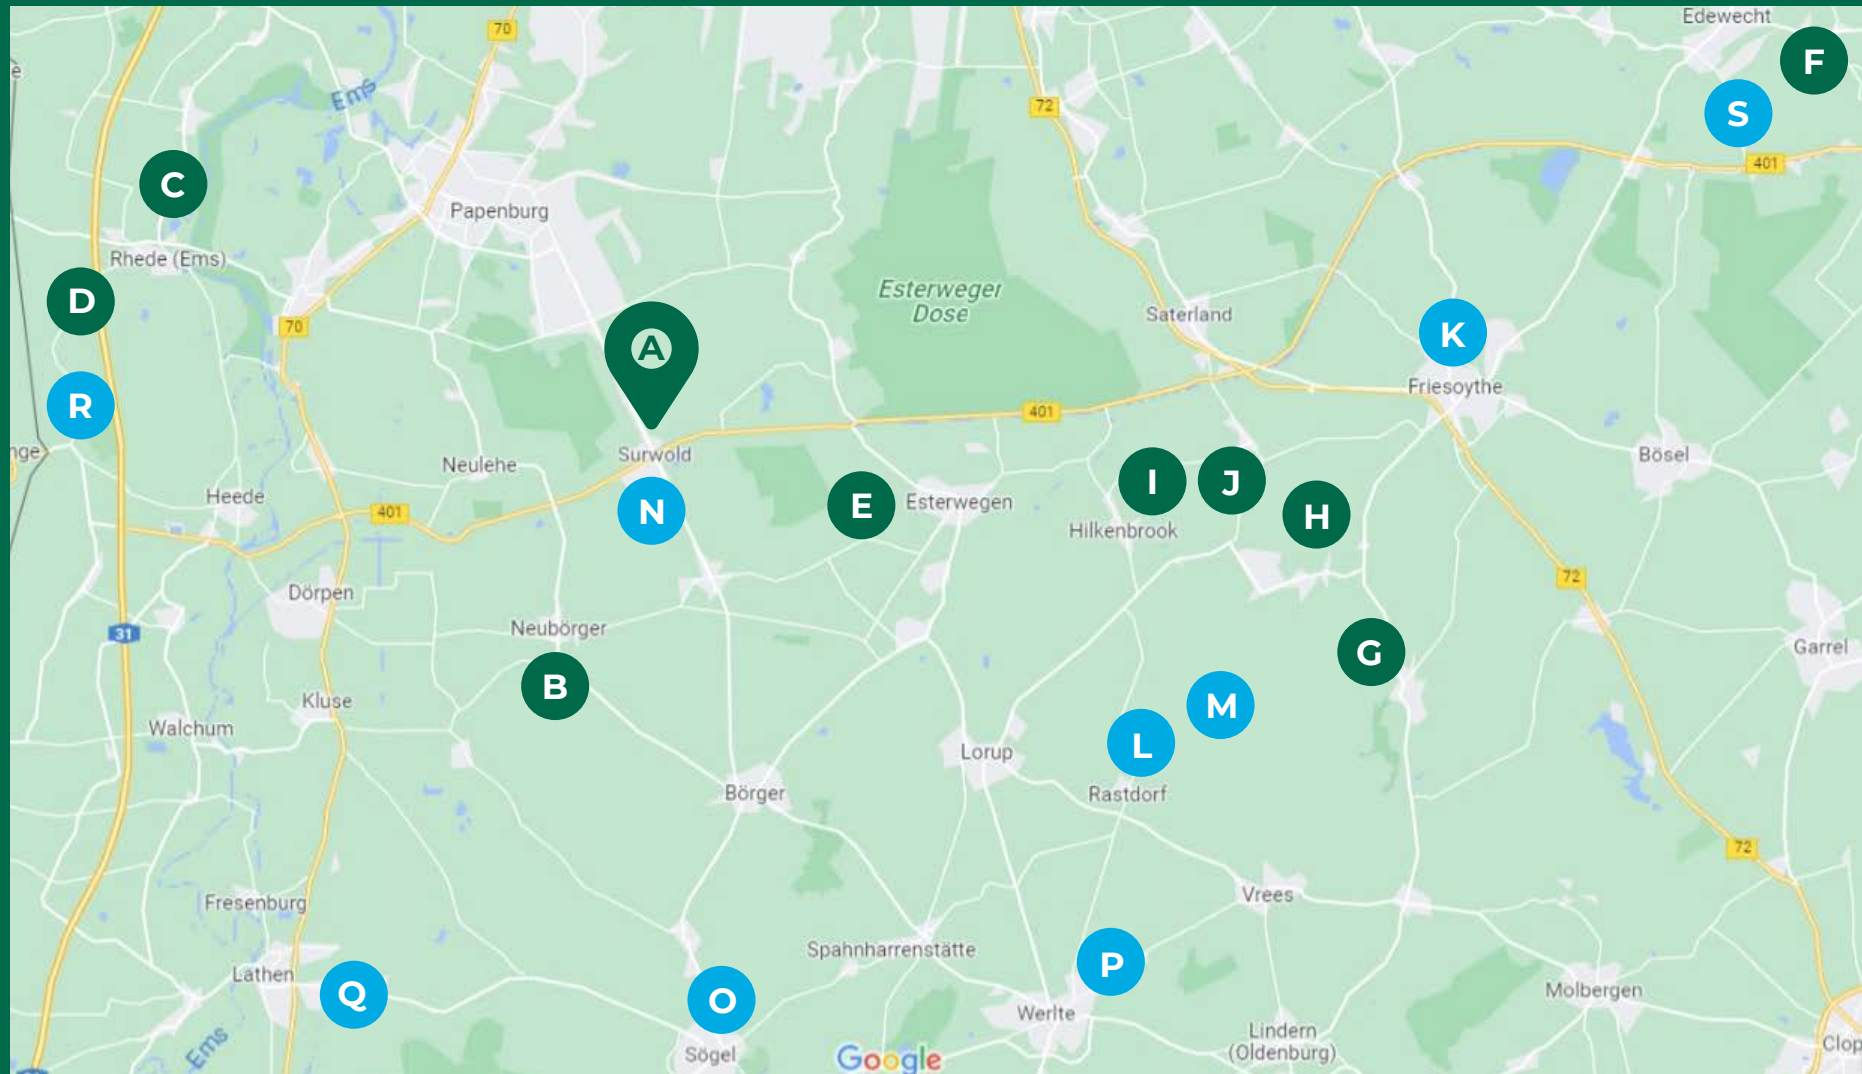 Edewecht
70
F
Ems
72
S
401
C
Papenburg
Rhede (Ems)
Esterweger
Dose
D
Saterland
70
K
A
Friesoythe
R
401
Surwold
Bösel
Neulehe
I
J
Heede
E
Esterwegen
N
401
H
Hilkenbrook
72
Dörpen
Neubörger
31
Garrel
G
B
Kluse
M
Walchum
L
Lorup
Börger
Rastdorf
72
Vrees
Fresenburg
Spahnharrenstätte
P
Lathen
Q
O
Molbergen
Werlte
Lindern
(Oldenburg)
Ems
Sögel
Google